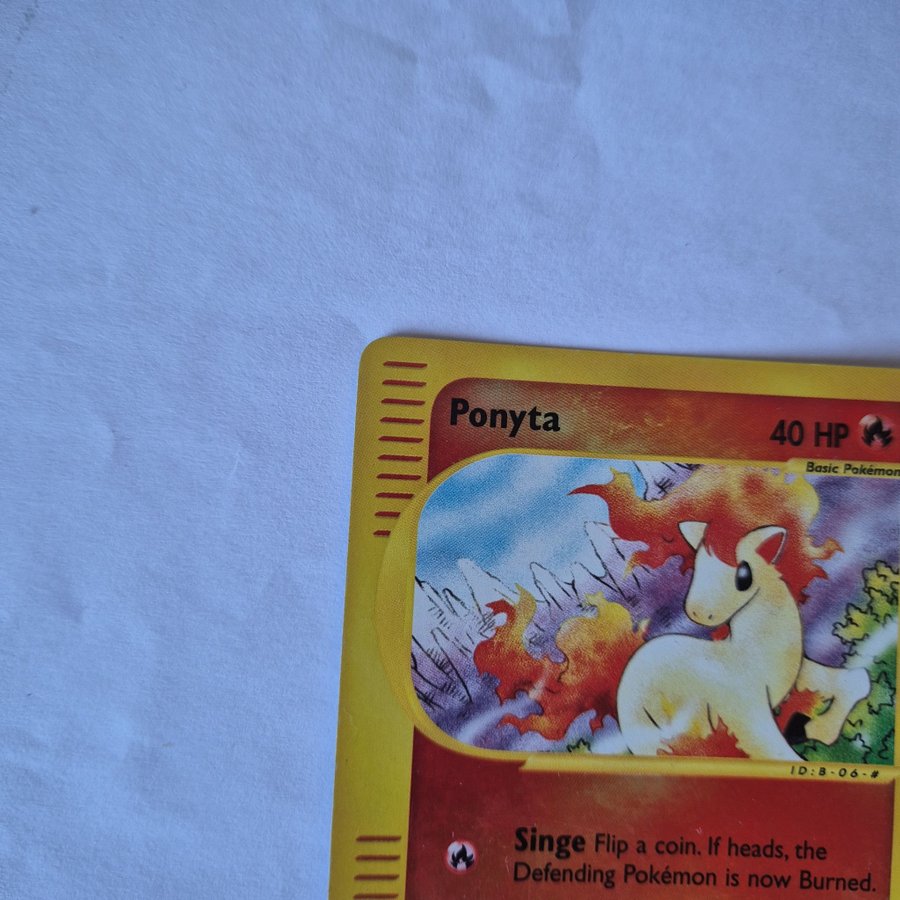 Ponyta
40 HP
Basic Pokémon
ID:B-06-#
Singe Flip a coin. If heads, the
Defending Pokémon is now Burned.